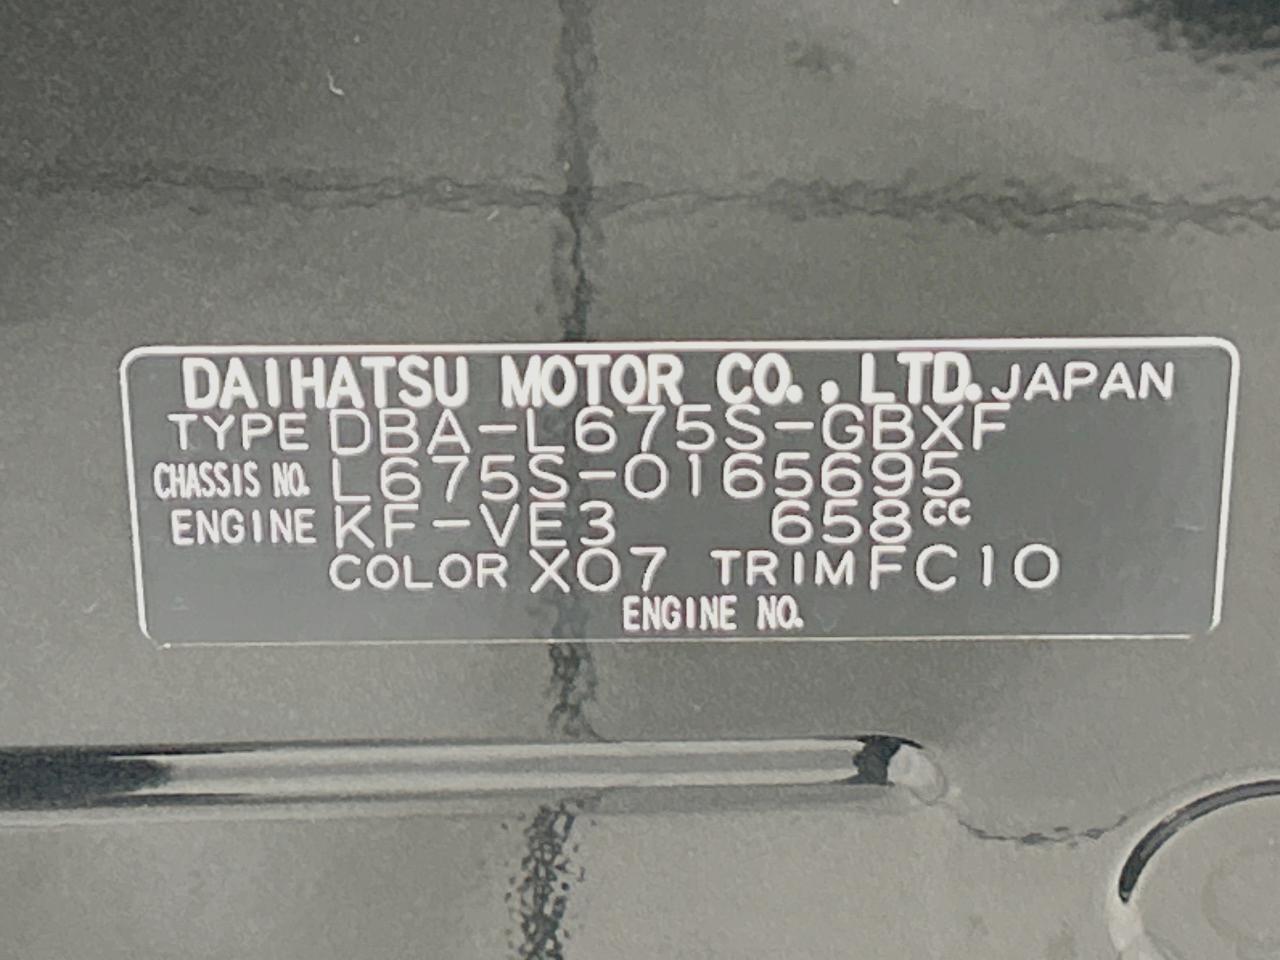 DAIHATSU MOTOR CO., LTD. JAPAN
TYPE DBA-L675S-GBXF
CHASSIS NO. L675S-0165695
ENGINE KF-VE3 658cc
COLOR X07 TRIM FC10
ENGINE NO.